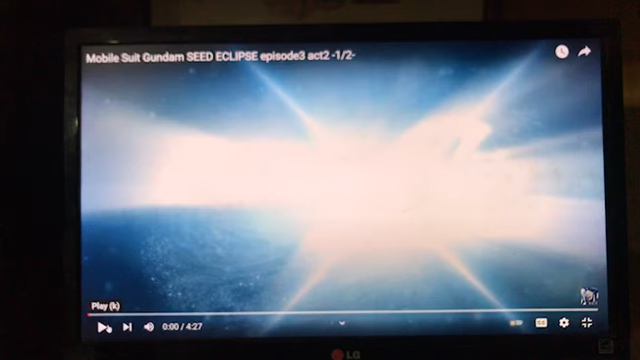 Mobile Suit Gundam SEED ECLIPSE episode3 act2 -1/2-
Play (k)
0:00 / 4:27
LG